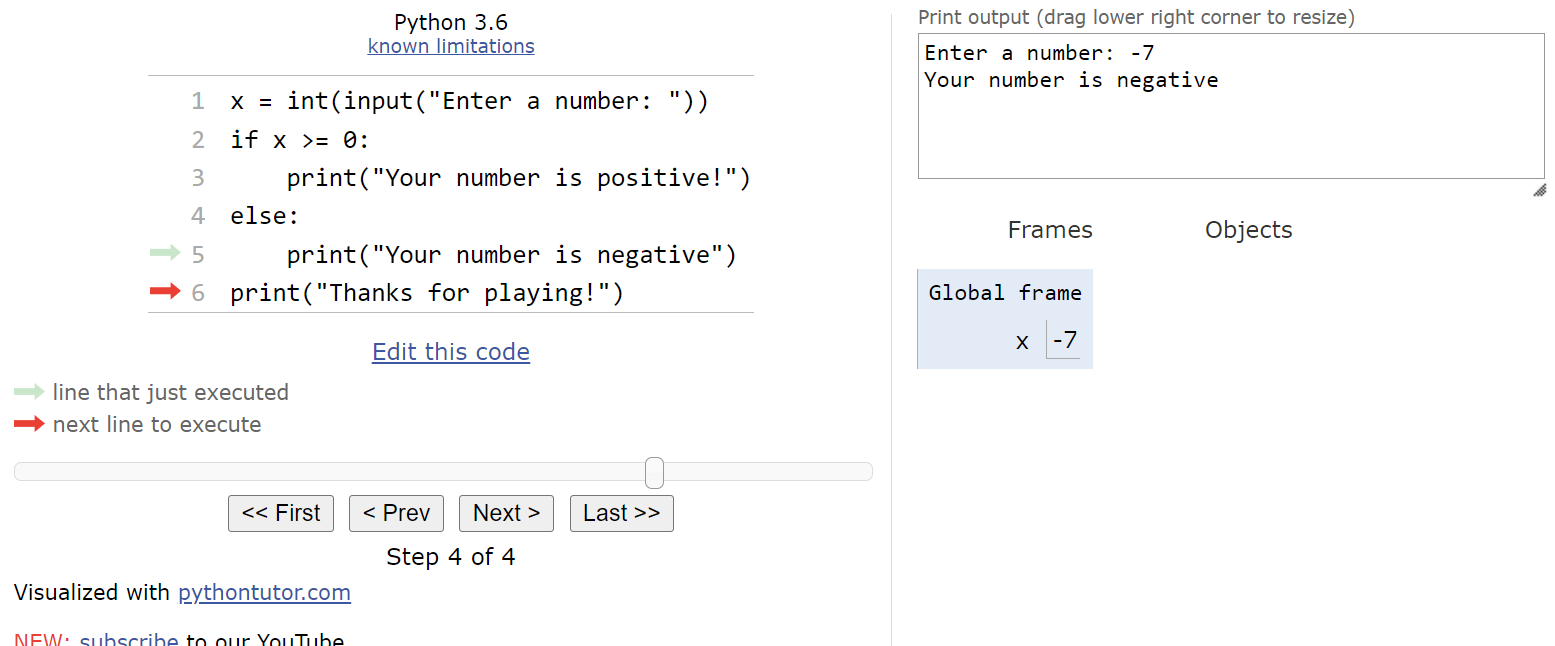 Python 3.6
known limitations
1 x = int(input("Enter a number: "))
2 if x >= 0:
3     print("Your number is positive!")
4 else:
5     print("Your number is negative")
6 print("Thanks for playing!")
Edit this code
line that just executed
next line to execute
<< First < Prev Next > Last >>
Step 4 of 4
Visualized with pythontutor.com
NEW: subscribe to our YouTube
Print output (drag lower right corner to resize)
Enter a number: -7
Your number is negative
Frames Objects
Global frame
x -7